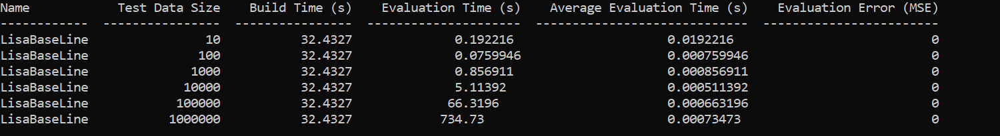 Name Test Data Size Build Time (s) Evaluation Time (s) Average Evaluation Time (s) Evaluation Error (MSE)
------------ ---------------- ---------------- --------------------- ----------------------------- ------------------------
LisaBaseLine 10 32.4327 0.192216 0.0192216 0
LisaBaseLine 100 32.4327 0.0759946 0.000759946 0
LisaBaseLine 1000 32.4327 0.856911 0.000856911 0
LisaBaseLine 10000 32.4327 5.11392 0.000511392 0
LisaBaseLine 100000 32.4327 66.3196 0.000663196 0
LisaBaseLine 1000000 32.4327 734.73 0.00073473 0